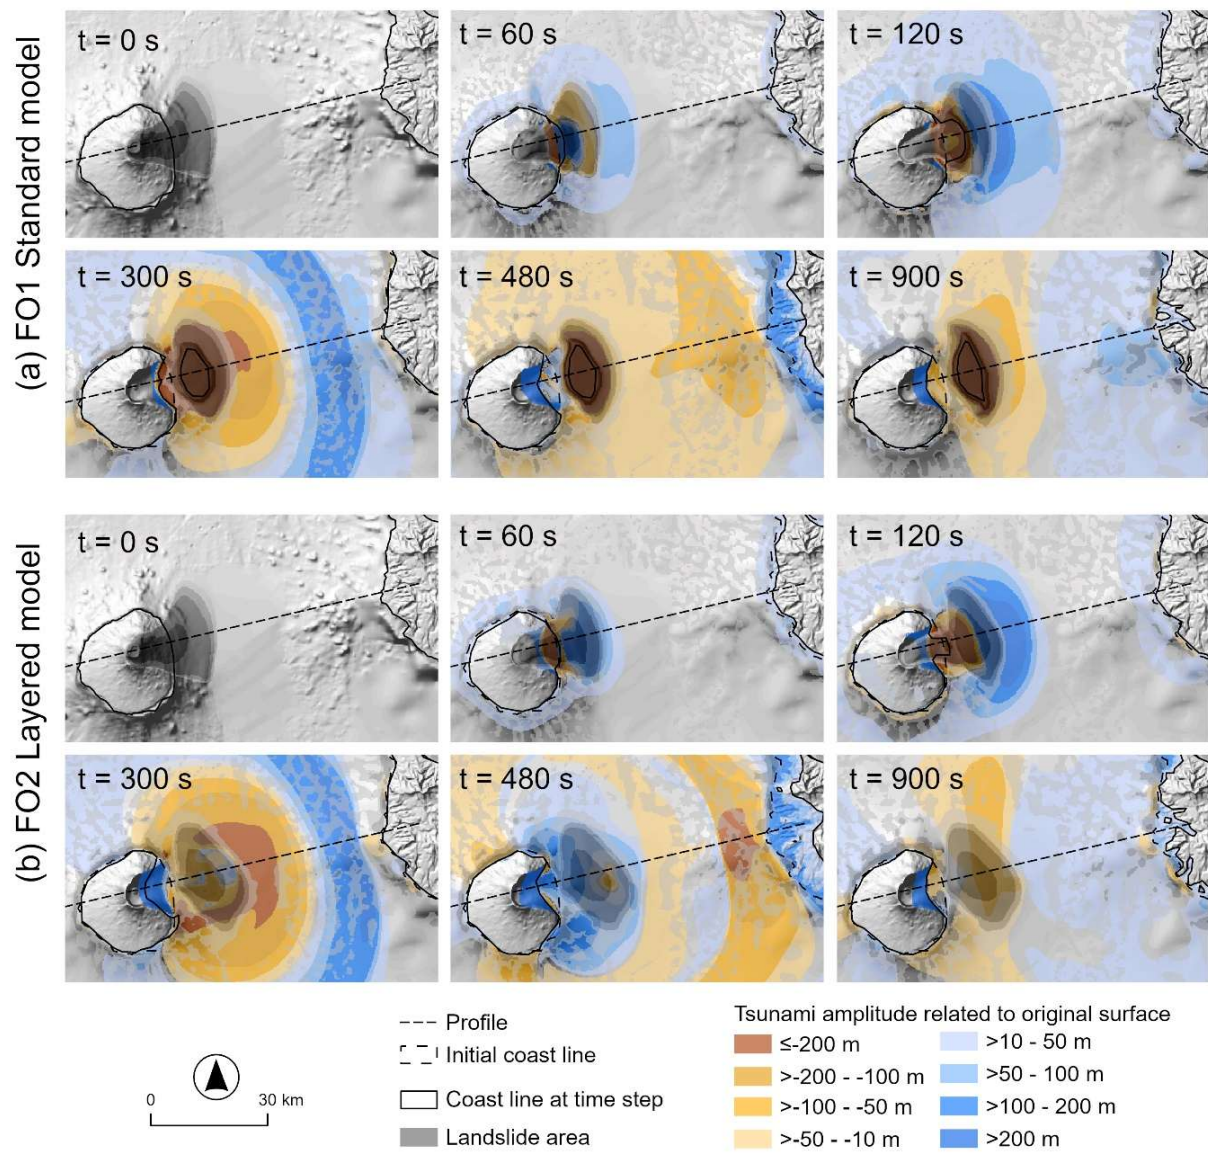 (a) FO1 Standard model
t = 0 s
t = 60 s
t = 120 s
t = 300 s
t = 480 s
t = 900 s
(b) FO2 Layered model
t = 0 s
t = 60 s
t = 120 s
t = 300 s
t = 480 s
t = 900 s
0 30 km
Profile
Initial coast line
Coast line at time step
Landslide area
Tsunami amplitude related to original surface
≤-200 m
>-200 - -100 m
>-100 - -50 m
>-50 - -10 m
>10 - 50 m
>50 - 100 m
>100 - 200 m
>200 m